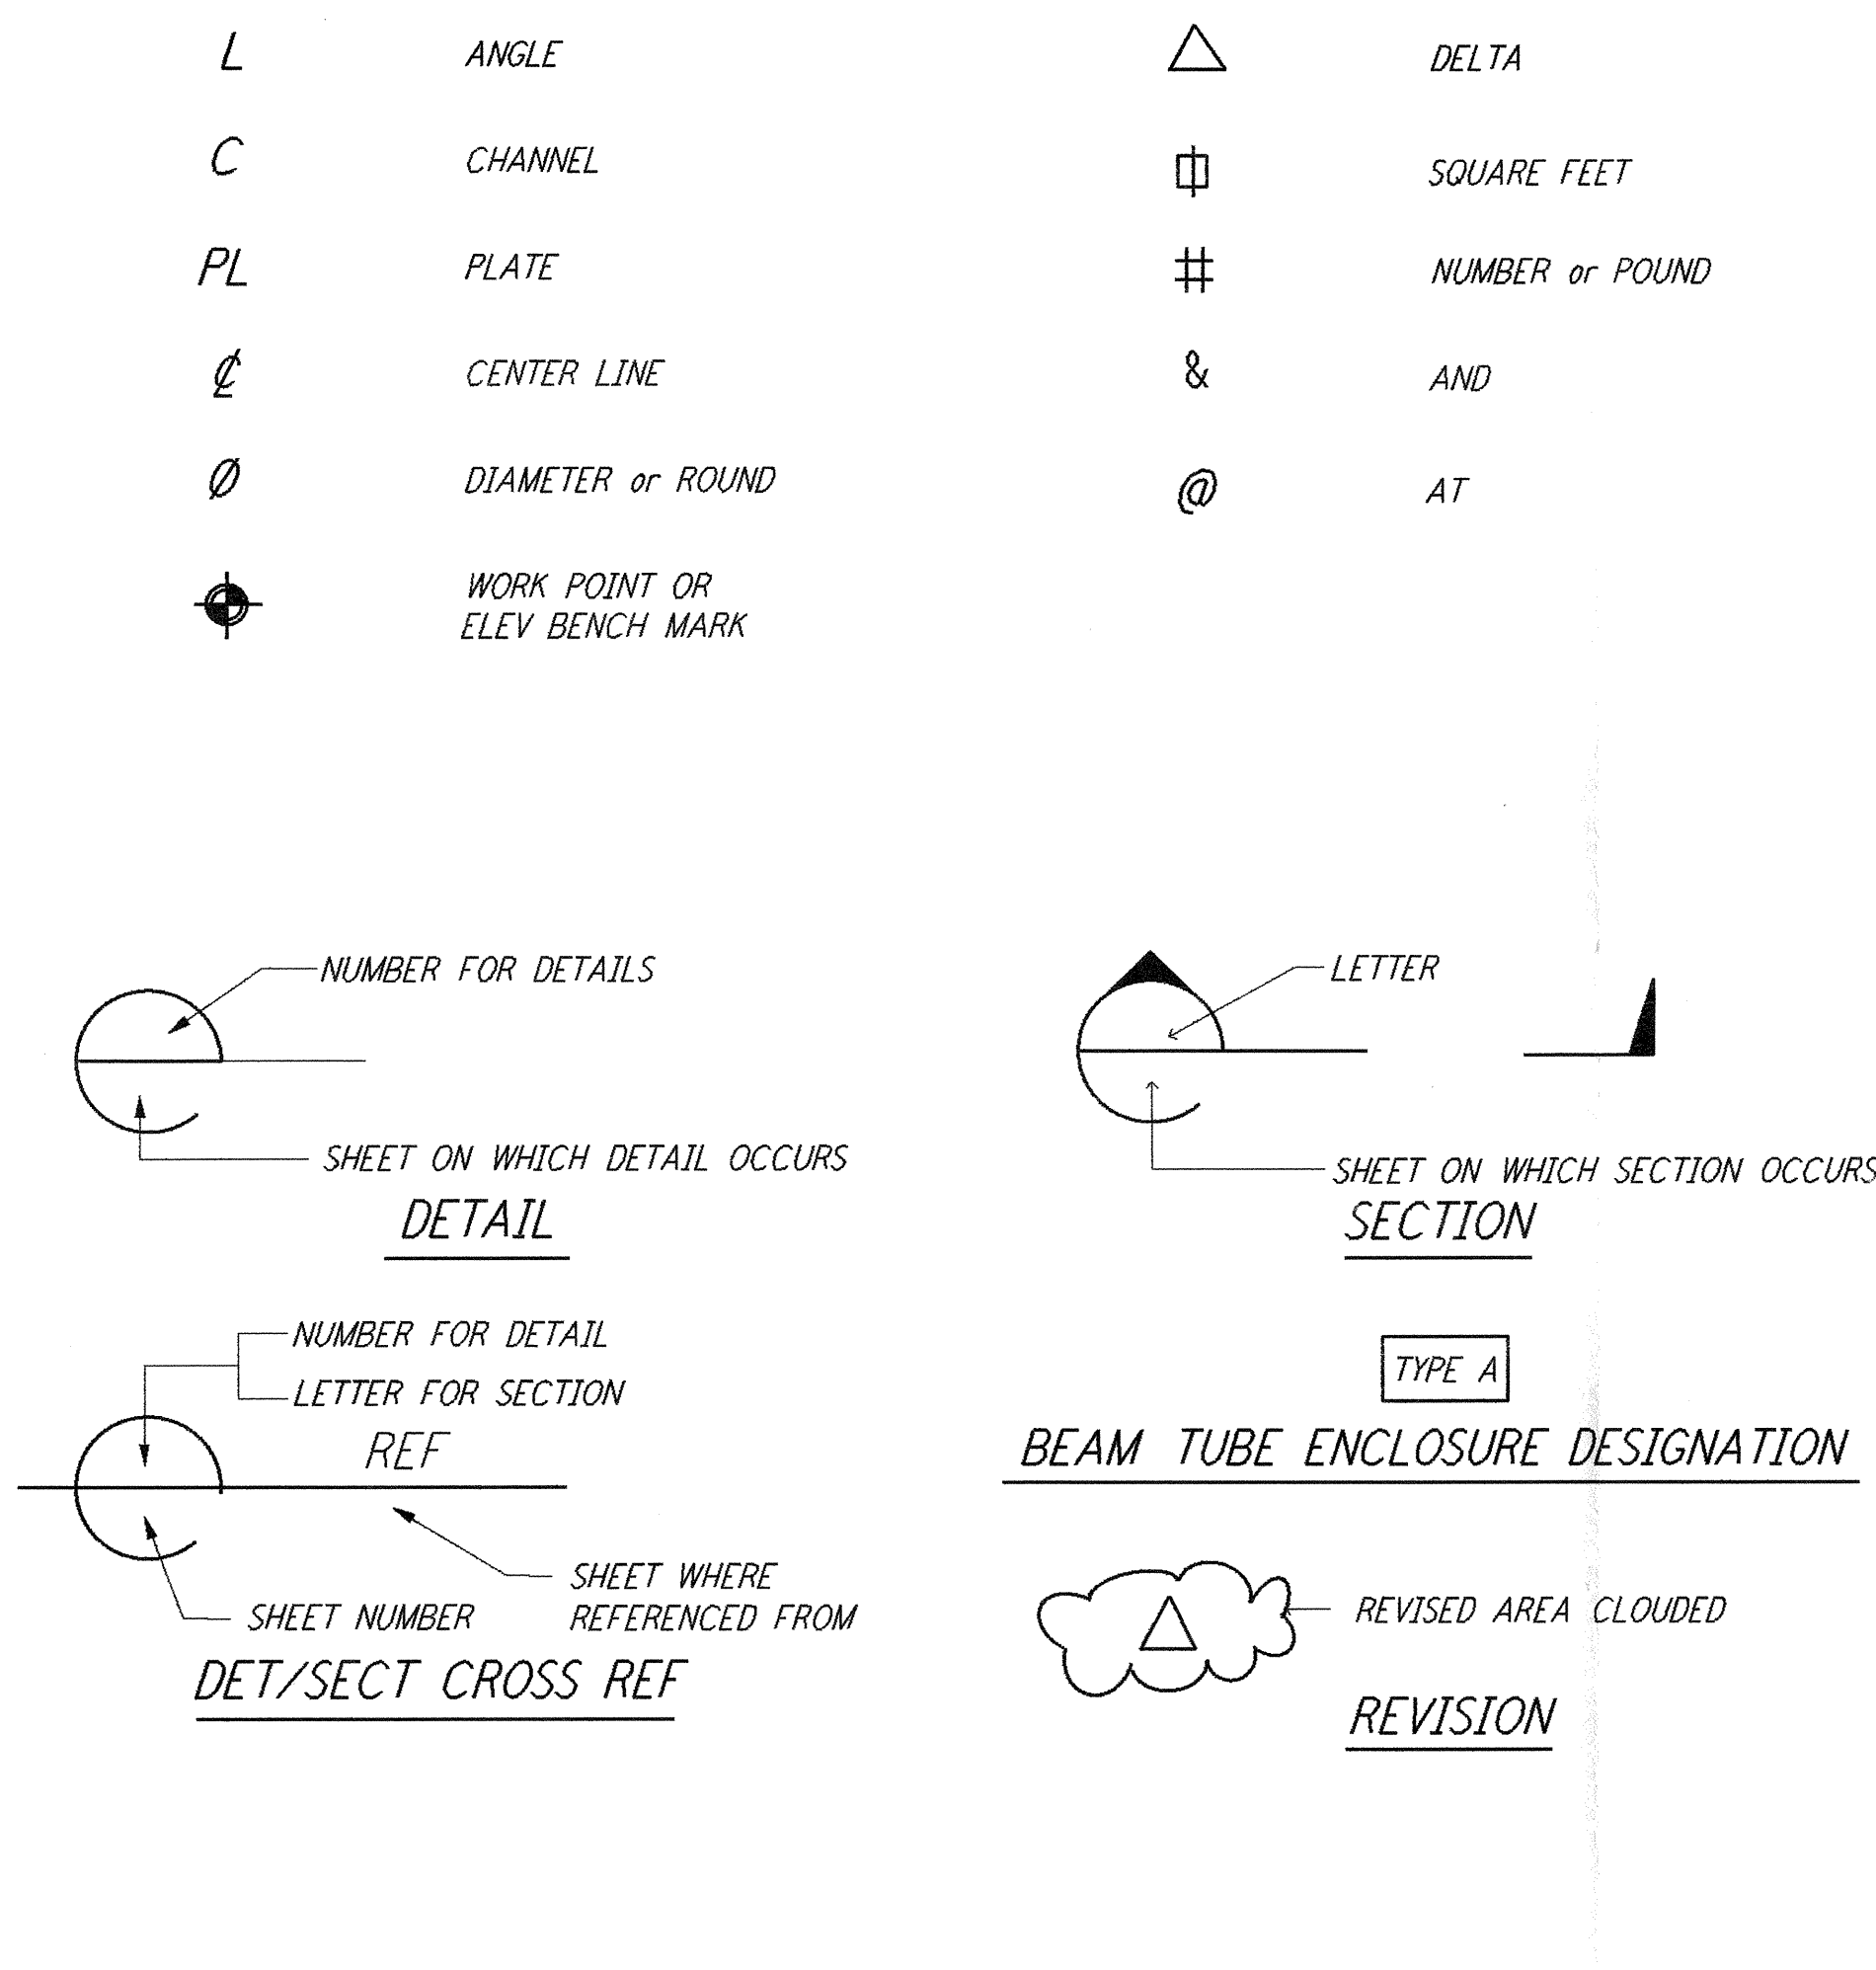 L ANGLE
C CHANNEL
PL PLATE
℄ CENTER LINE
Ø DIAMETER or ROUND
WORK POINT OR
ELEV BENCH MARK
△ DELTA
SQUARE FEET
# NUMBER or POUND
& AND
@ AT
NUMBER FOR DETAILS
SHEET ON WHICH DETAIL OCCURS
DETAIL
LETTER
SHEET ON WHICH SECTION OCCURS
SECTION
NUMBER FOR DETAIL
LETTER FOR SECTION
REF
SHEET WHERE
REFERENCED FROM
SHEET NUMBER
DET/SECT CROSS REF
TYPE A
BEAM TUBE ENCLOSURE DESIGNATION
REVISED AREA CLOUDED
REVISION